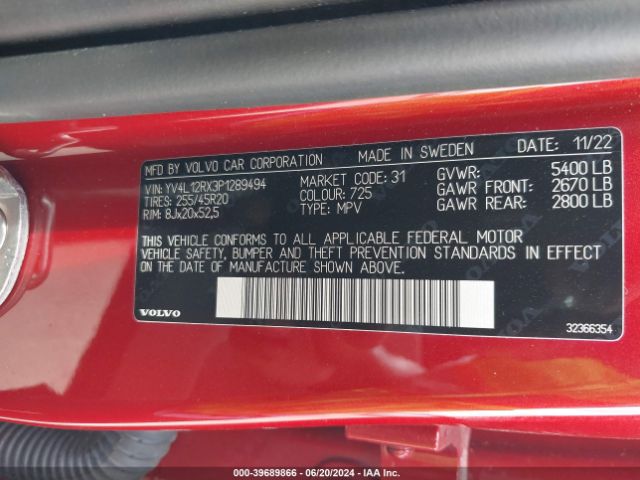 MFD BY VOLVO CAR CORPORATION MADE IN SWEDEN DATE: 11/22
VIN: YV4L12RX3P1289494 MARKET CODE: 31 GVWR: 5400 LB
TIRES: 255/45R20 COLOUR: 725 GAWR FRONT: 2670 LB
RIM: 8Jx20x52,5 TYPE: MPV GAWR REAR: 2800 LB
THIS VEHICLE CONFORMS TO ALL APPLICABLE FEDERAL MOTOR
VEHICLE SAFETY, BUMPER AND THEFT PREVENTION STANDARDS IN EFFECT
ON THE DATE OF MANUFACTURE SHOWN ABOVE.
VOLVO 32366354
000-39689866 - 06/20/2024 - IAA Inc.